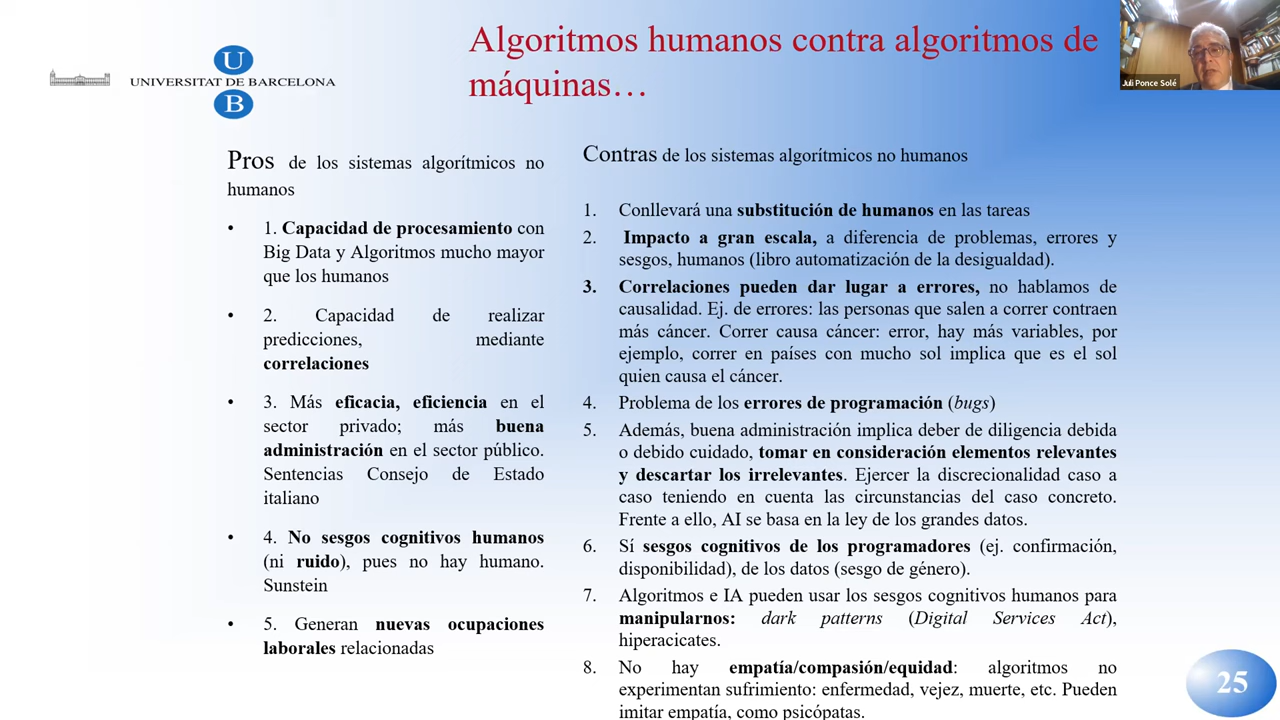 Algoritmos humanos contra algoritmos de
máquinas…
U
UNIVERSITAT DE BARCELONA
B
Juli Ponce Solé
Pros de los sistemas algorítmicos no
humanos
• 1. Capacidad de procesamiento con
Big Data y Algoritmos mucho mayor
que los humanos
• 2. Capacidad de realizar
predicciones, mediante
correlaciones
• 3. Más eficacia, eficiencia en el
sector privado; más buena
administración en el sector público.
Sentencias Consejo de Estado
italiano
• 4. No sesgos cognitivos humanos
(ni ruido), pues no hay humano.
Sunstein
• 5. Generan nuevas ocupaciones
laborales relacionadas
Contras de los sistemas algorítmicos no humanos
1. Conllevará una substitución de humanos en las tareas
2. Impacto a gran escala, a diferencia de problemas, errores y
sesgos, humanos (libro automatización de la desigualdad).
3. Correlaciones pueden dar lugar a errores, no hablamos de
causalidad. Ej. de errores: las personas que salen a correr contraen
más cáncer. Correr causa cáncer: error, hay más variables, por
ejemplo, correr en países con mucho sol implica que es el sol
quien causa el cáncer.
4. Problema de los errores de programación (bugs)
5. Además, buena administración implica deber de diligencia debida
o debido cuidado, tomar en consideración elementos relevantes
y descartar los irrelevantes. Ejercer la discrecionalidad caso a
caso teniendo en cuenta las circunstancias del caso concreto.
Frente a ello, AI se basa en la ley de los grandes datos.
6. Sí sesgos cognitivos de los programadores (ej. confirmación,
disponibilidad), de los datos (sesgo de género).
7. Algoritmos e IA pueden usar los sesgos cognitivos humanos para
manipularnos: dark patterns (Digital Services Act),
hiperacicates.
8. No hay empatía/compasión/equidad: algoritmos no
experimentan sufrimiento: enfermedad, vejez, muerte, etc. Pueden
imitar empatía, como psicópatas.
25